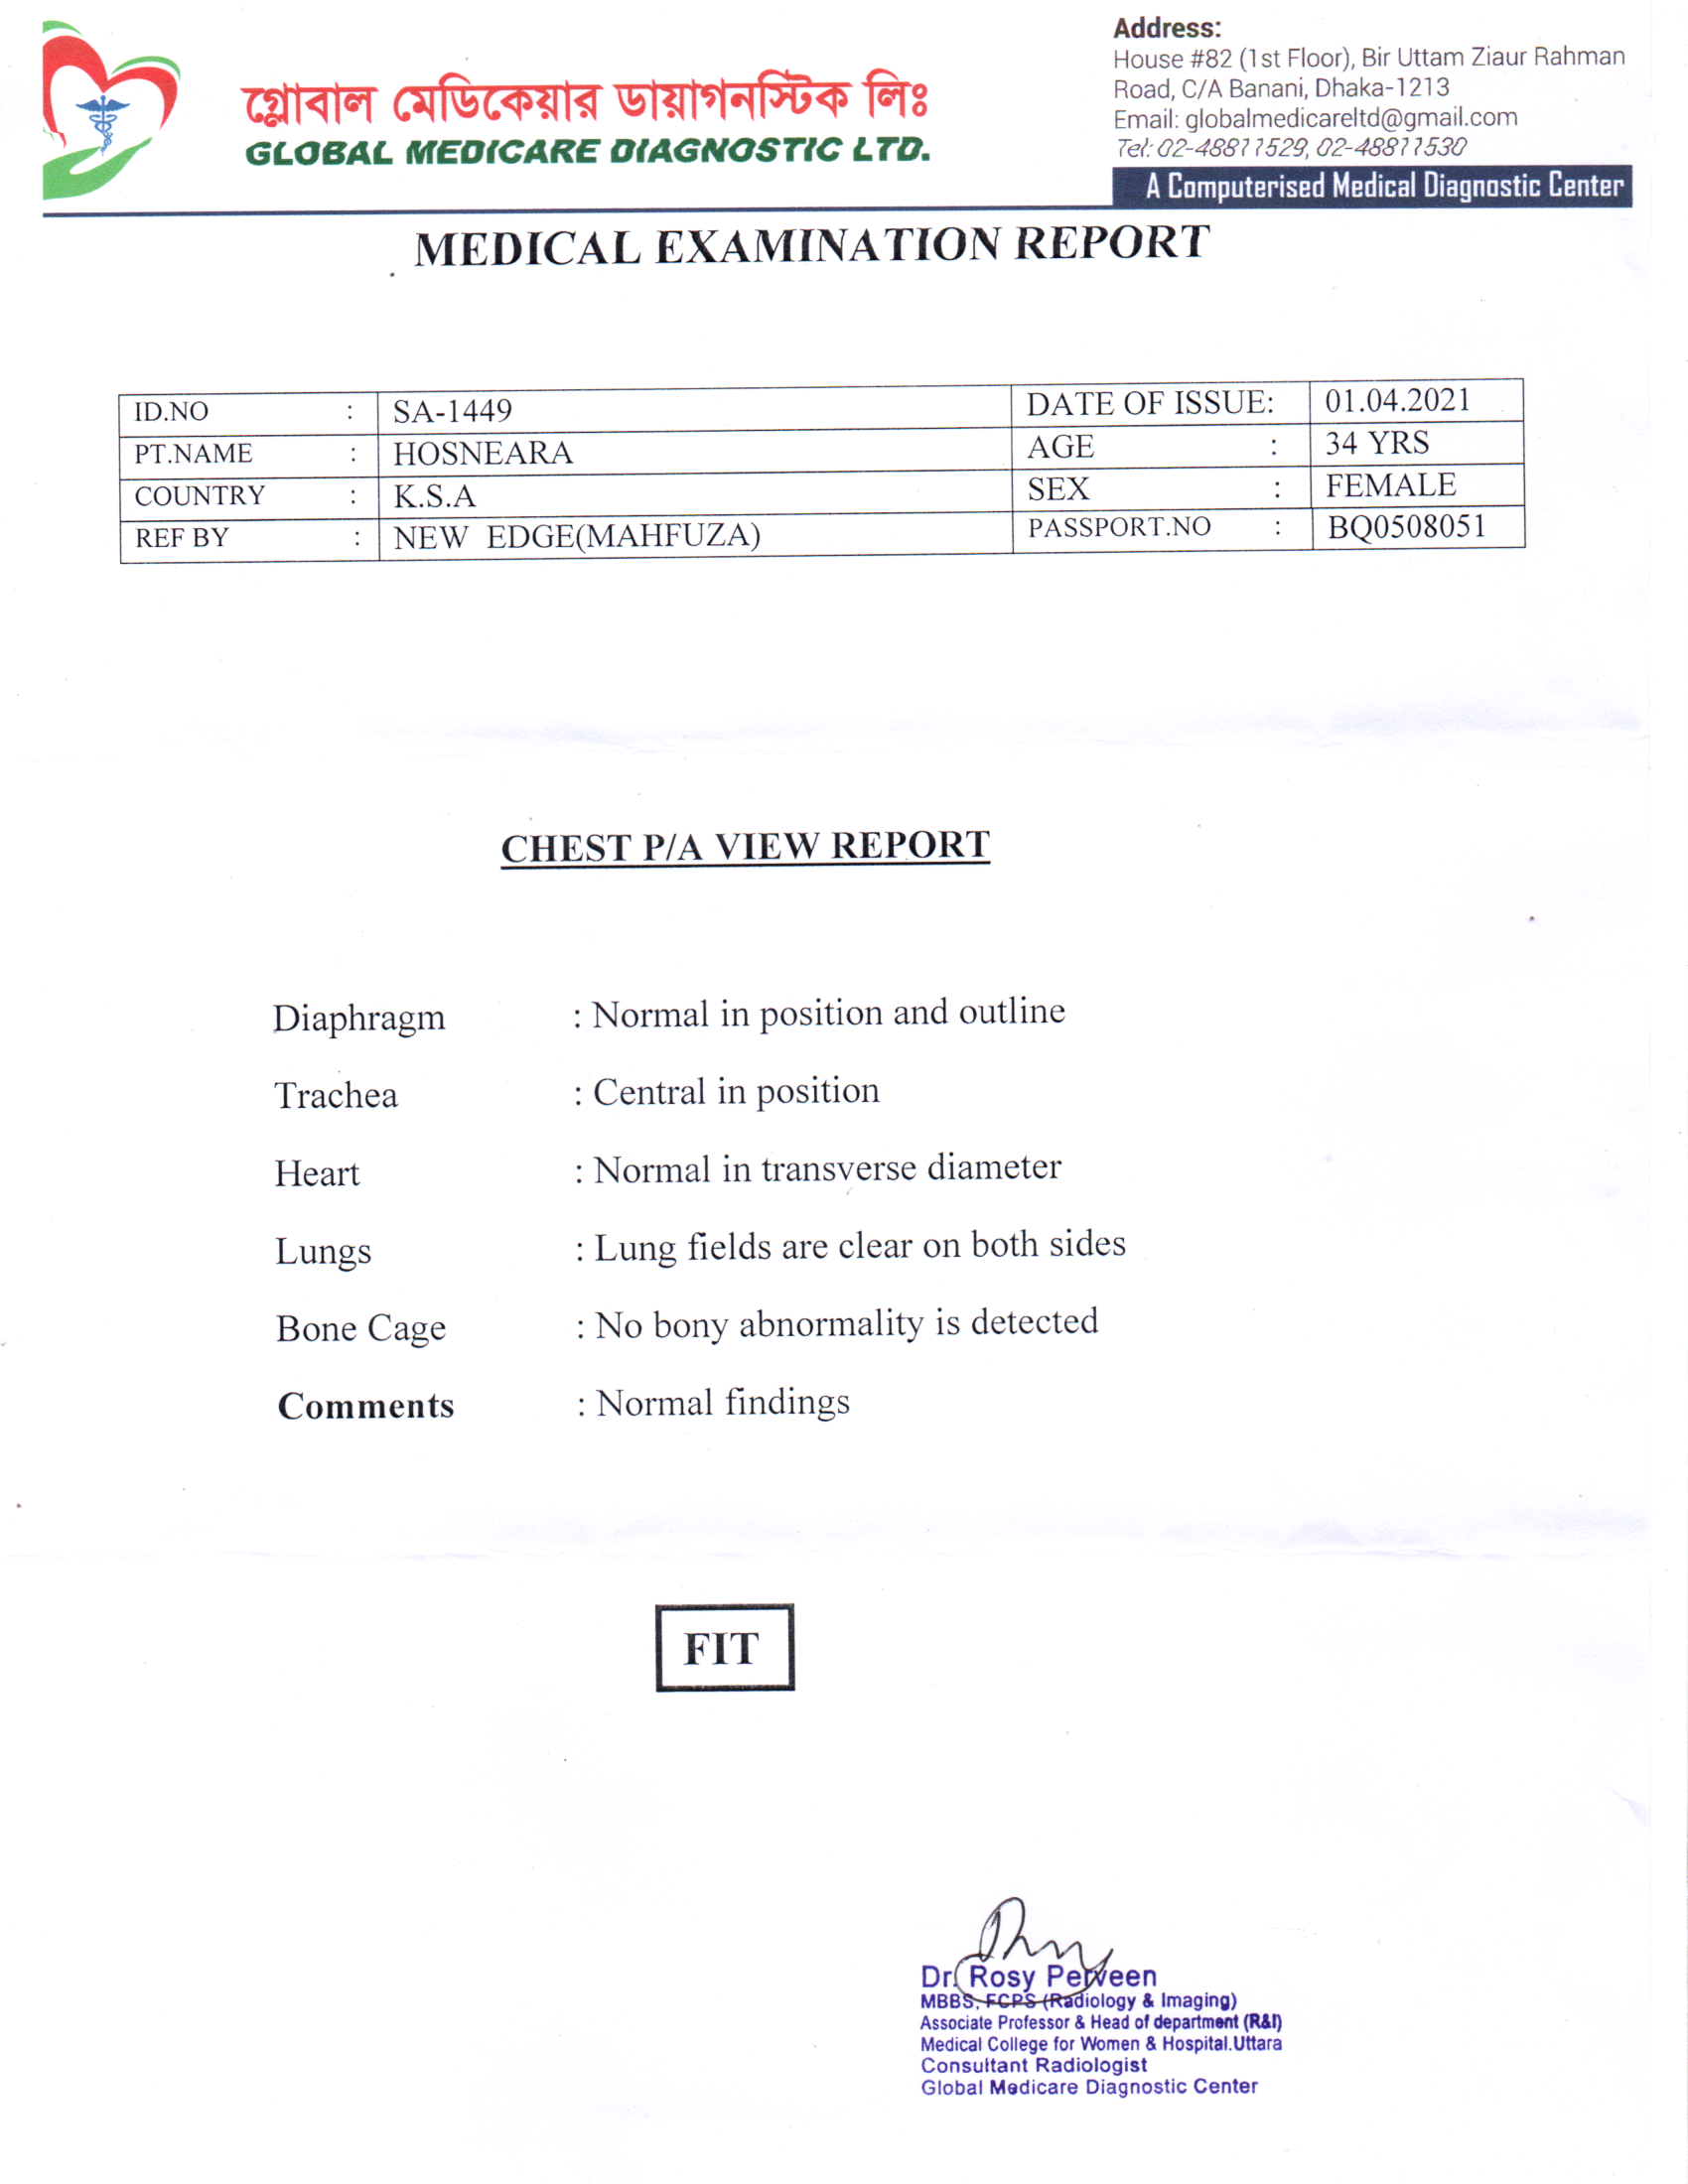 গ্লোবাল মেডিকেয়ার ডায়াগনস্টিক লিঃ
GLOBAL MEDICARE DIAGNOSTIC LTD.
Address:
House #82 (1st Floor), Bir Uttam Ziaur Rahman
Road, C/A Banani, Dhaka-1213
Email: globalmedicareltd@gmail.com
Tel: 02-48811529, 02-48811530
A Computerised Medical Diagnostic Center
MEDICAL EXAMINATION REPORT
ID.NO : SA-1449 DATE OF ISSUE: 01.04.2021
PT.NAME : HOSNEARA AGE : 34 YRS
COUNTRY : K.S.A SEX : FEMALE
REF BY : NEW EDGE(MAHFUZA) PASSPORT.NO : BQ0508051
CHEST P/A VIEW REPORT
Diaphragm : Normal in position and outline
Trachea : Central in position
Heart : Normal in transverse diameter
Lungs : Lung fields are clear on both sides
Bone Cage : No bony abnormality is detected
Comments : Normal findings
FIT
Dr. Rosy Perveen
MBBS, FCPS (Radiology & Imaging)
Associate Professor & Head of department (R&I)
Medical College for Women & Hospital.Uttara
Consultant Radiologist
Global Medicare Diagnostic Center